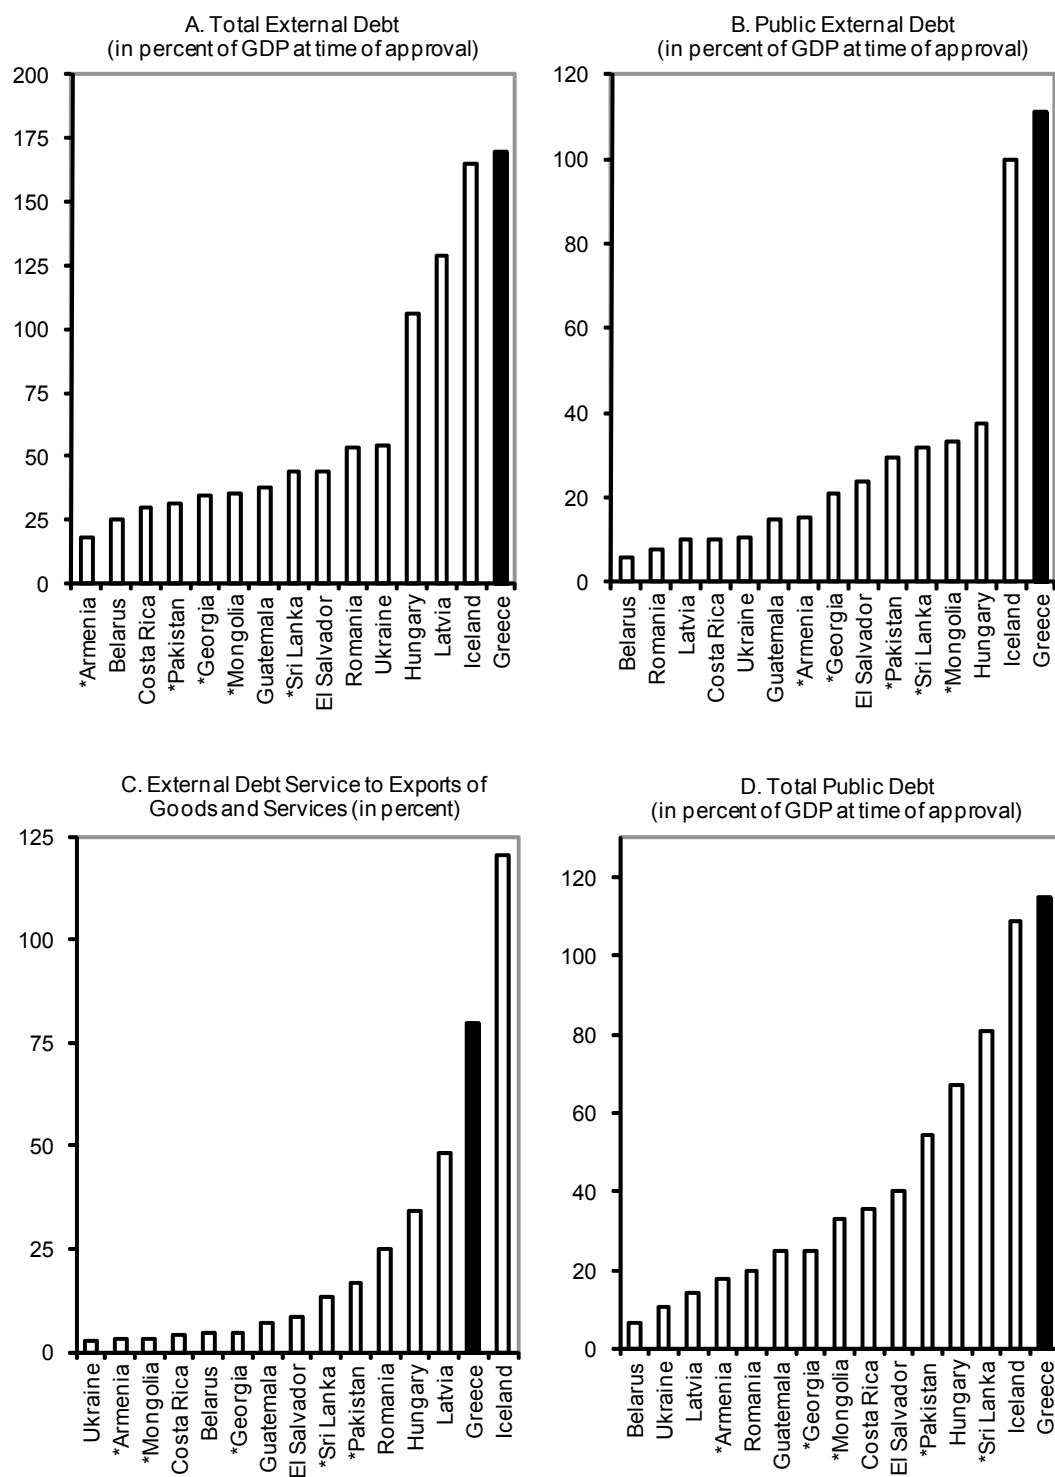 A. Total External Debt
(in percent of GDP at time of approval)
200
175
150
125
100
75
50
25
0
*Armenia
Belarus
Costa Rica
*Pakistan
*Georgia
*Mongolia
Guatemala
*Sri Lanka
El Salvador
Romania
Ukraine
Hungary
Latvia
Iceland
Greece
B. Public External Debt
(in percent of GDP at time of approval)
120
100
80
60
40
20
0
Belarus
Romania
Latvia
Costa Rica
Ukraine
Guatemala
*Armenia
*Georgia
El Salvador
*Pakistan
*Sri Lanka
*Mongolia
Hungary
Iceland
Greece
C. External Debt Service to Exports of
Goods and Services (in percent)
125
100
75
50
25
0
Ukraine
*Armenia
*Mongolia
Costa Rica
Belarus
*Georgia
Guatemala
El Salvador
*Sri Lanka
*Pakistan
Romania
Hungary
Latvia
Greece
Iceland
D. Total Public Debt
(in percent of GDP at time of approval)
120
100
80
60
40
20
0
Belarus
Ukraine
Latvia
*Armenia
Romania
Guatemala
*Georgia
*Mongolia
Costa Rica
El Salvador
*Pakistan
Hungary
*Sri Lanka
Iceland
Greece